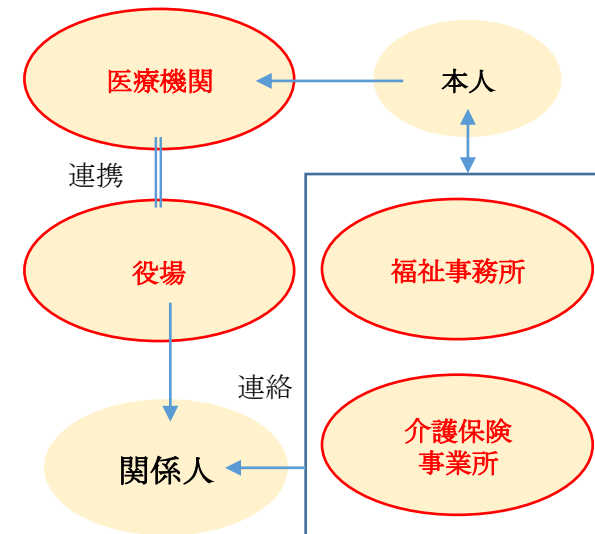 医療機関
本人
連携
役場
福祉事務所
連絡
介護保険
事業所
関係人